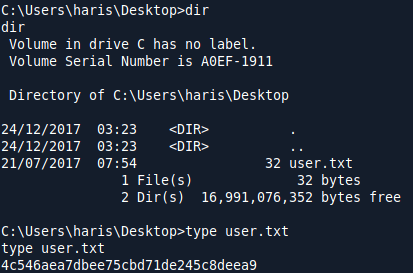 C:\Users\haris\Desktop>dir
dir
 Volume in drive C has no label.
 Volume Serial Number is A0EF-1911

 Directory of C:\Users\haris\Desktop

24/12/2017  03:23    <DIR>          .
24/12/2017  03:23    <DIR>          ..
21/07/2017  07:54                32 user.txt
               1 File(s)             32 bytes
               2 Dir(s)  16,991,076,352 bytes free

C:\Users\haris\Desktop>type user.txt
type user.txt
4c546aea7dbee75cbd71de245c8deea9